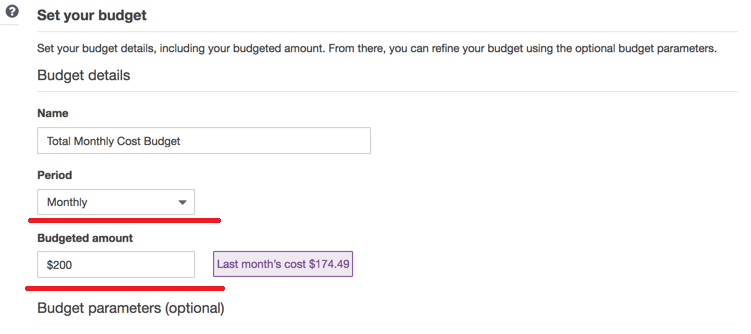 ?
Set your budget
Set your budget details, including your budgeted amount. From there, you can refine your budget using the optional budget parameters.
Budget details
Name
Total Monthly Cost Budget
Period
Monthly
Budgeted amount
$200 Last month's cost $174.49
Budget parameters (optional)